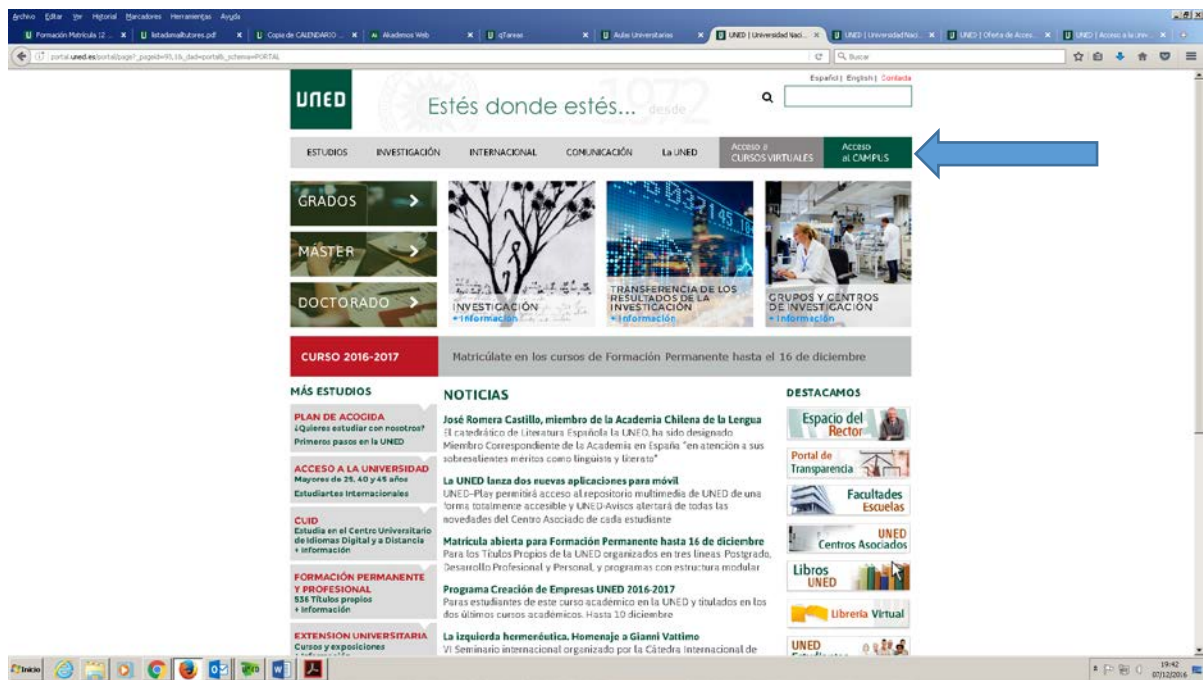 Archivo Editar Ver Historial Marcadores Herramientas Ayuda
Formación Matrícula 12 ... listadomailtutores.pdf Copia de CALENDARIO ... Akademos Web qTareas Aulas Universitarias UNED | Universidad Naci... UNED | Universidad Naci... UNED | Oferta de Acces... UNED | Acceso a la univ...
portal.uned.es/portal/page?_pageid=93,1&_dad=portal&_schema=PORTAL
Buscar
Español | English | Contacta
UNED
Estés donde estés... desde 1972
ESTUDIOS INVESTIGACIÓN INTERNACIONAL COMUNICACIÓN La UNED
Acceso a
CURSOS VIRTUALES
Acceso
al CAMPUS
GRADOS
MÁSTER
DOCTORADO
INVESTIGACIÓN
+ Información
TRANSFERENCIA DE LOS
RESULTADOS DE LA
INVESTIGACIÓN
+ Información
GRUPOS Y CENTROS
DE INVESTIGACIÓN
+ Información
CURSO 2016-2017
Matricúlate en los cursos de Formación Permanente hasta el 16 de diciembre
MÁS ESTUDIOS
PLAN DE ACOGIDA
¿Quieres estudiar con nosotros?
Primeros pasos en la UNED
ACCESO A LA UNIVERSIDAD
Mayores de 25, 40 y 45 años
Estudiantes Internacionales
CUID
Estudia en el Centro Universitario
de Idiomas Digital y a Distancia
+ Información
FORMACIÓN PERMANENTE
Y PROFESIONAL
536 Títulos propios
+ Información
EXTENSIÓN UNIVERSITARIA
Cursos y exposiciones
NOTICIAS
José Romera Castillo, miembro de la Academia Chilena de la Lengua
El catedrático de Literatura Española la UNED, ha sido designado
Miembro Correspondiente de la Academia en España "en atención a sus
sobresalientes méritos como lingüista y literato"
La UNED lanza dos nuevas aplicaciones para móvil
UNED-Play permitirá acceso al repositorio multimedia de UNED de una
forma totalmente accesible y UNED-Avisos alertará de todas las
novedades del Centro Asociado de cada estudiante
Matrícula abierta para Formación Permanente hasta 16 de diciembre
Para los Títulos Propios de la UNED organizados en tres líneas Postgrado,
Desarrollo Profesional y Personal, y programas con estructura modular
Programa Creación de Empresas UNED 2016-2017
Paras estudiantes de este curso académico en la UNED y titulados en los
dos últimos cursos académicos. Hasta 10 diciembre
La izquierda hermenéutica. Homenaje a Gianni Vattimo
VI Seminario internacional organizado por la Cátedra Internacional de
DESTACAMOS
Espacio del
Rector
Portal de
Transparencia
Facultades
Escuelas
UNED
Centros Asociados
Libros
UNED
Librería Virtual
UNED
Inicio
19:42
07/12/2016